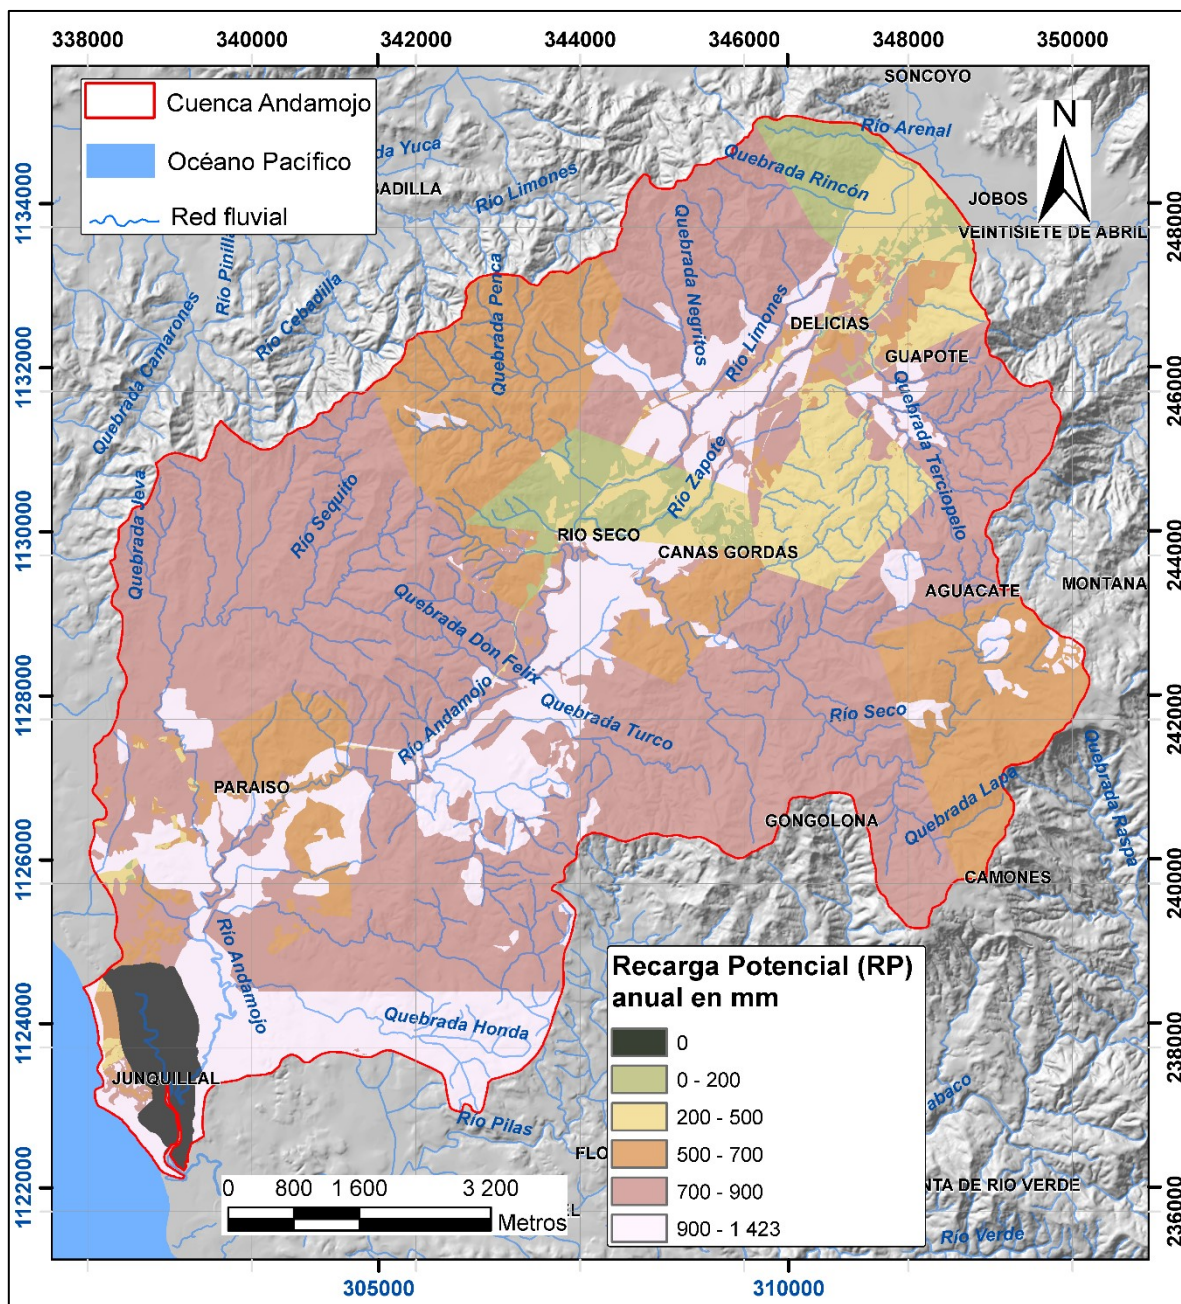 338000 340000 342000 344000 346000 348000 350000
Cuenca Andamojo
Océano Pacífico
Red fluvial
N
SONCOYO
Río Arenal
da Yuca
BADILLA
Río Limones
Quebrada Rincón
JOBOS
VEINTISIETE DE ABRIL
1134000
248000
Río Pinilla
Río Cebadilla
Quebrada Camarones
Quebrada Penca
Quebrada Negritos
Río Limones
DELICIAS
GUAPOTE
1132000
246000
Quebrada Terciopelo
Quebrada Jeva
Río Sequito
Río Zapote
RIO SECO
CANAS GORDAS
1130000
244000
AGUACATE
MONTANA
Quebrada Don Felix
Río Andamojo
Quebrada Turco
Río Seco
1128000
242000
PARAISO
GONGOLONA
Quebrada Lapa
Quebrada Raspa
CAMONES
1126000
240000
Río Andamojo
Quebrada Honda
1124000
238000
JUNQUILLAL
Río Pilas
FLO
abaco
NTA DE RIO VERDE
Río Verde
EL
1122000
236000
Recarga Potencial (RP)
anual en mm
0
0 - 200
200 - 500
500 - 700
700 - 900
900 - 1 423
0 800 1 600 3 200
Metros
305000 310000